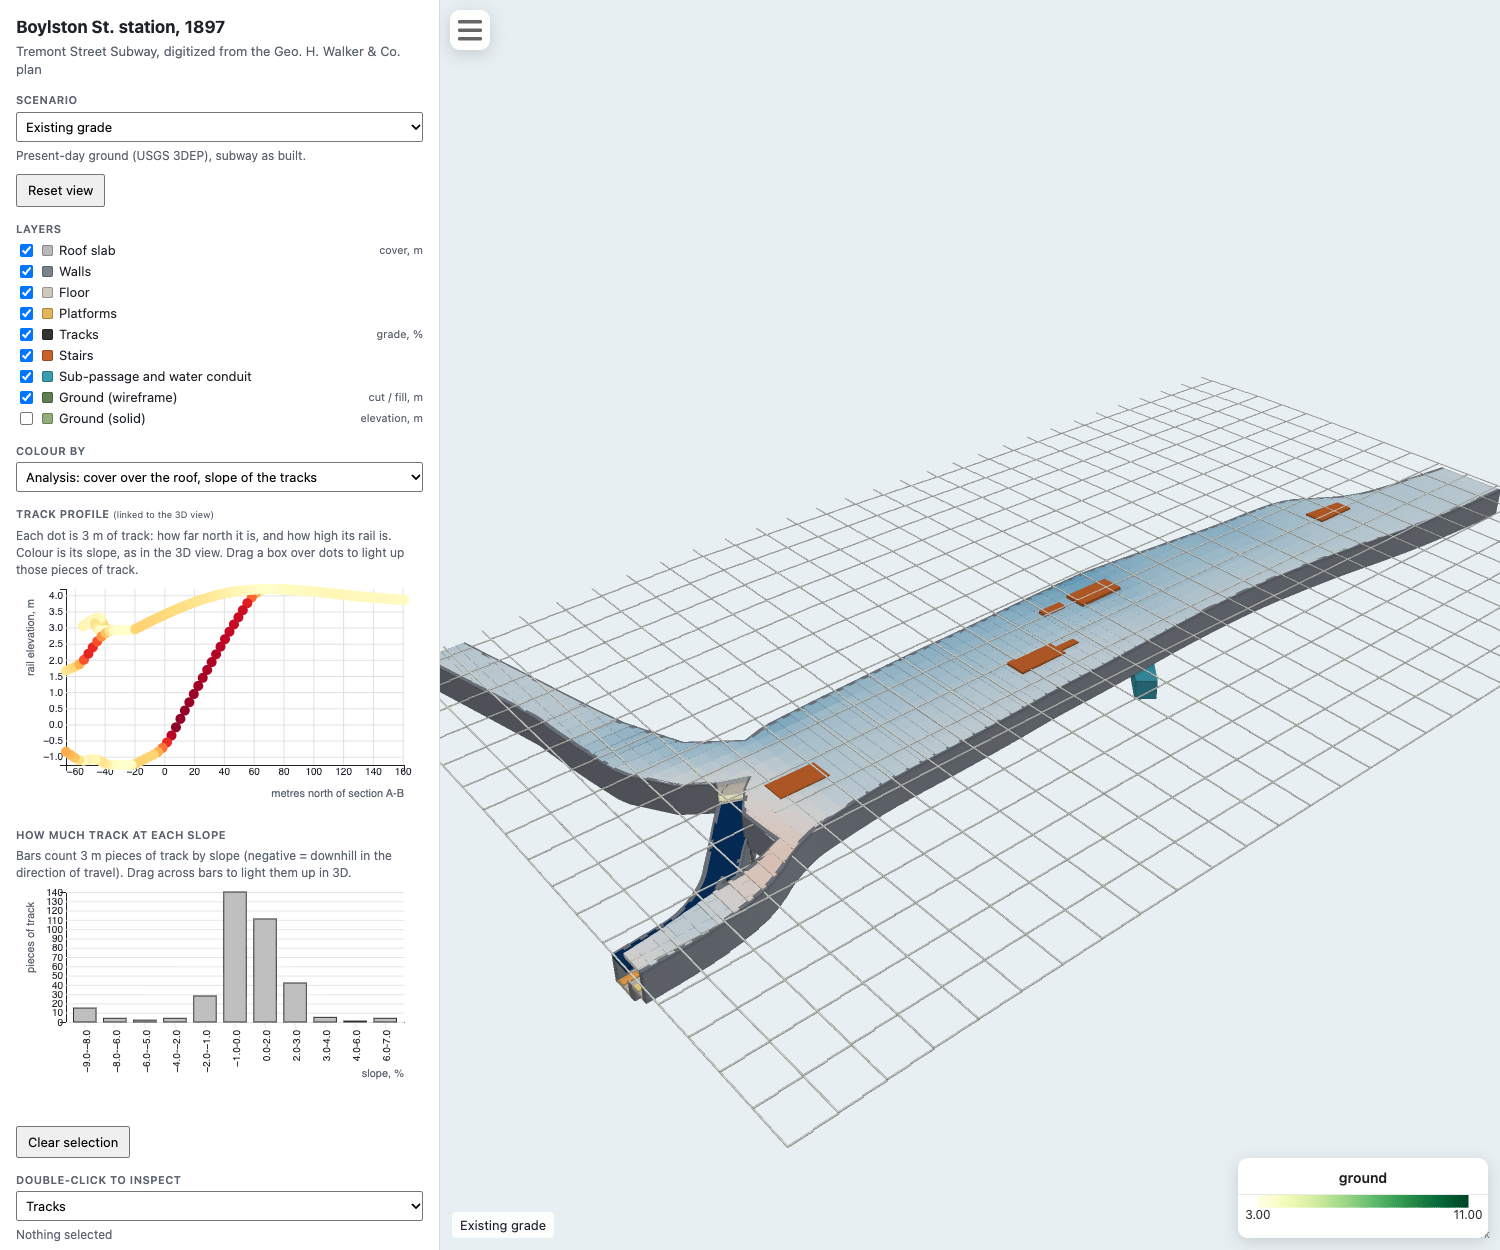 Boylston St. station, 1897
Tremont Street Subway, digitized from the Geo. H. Walker & Co.
plan
SCENARIO
Existing grade
Present-day ground (USGS 3DEP), subway as built.
Reset view
LAYERS
Roof slab
cover, m
Walls
Floor
Platforms
Tracks
grade, %
Stairs
Sub-passage and water conduit
Ground (wireframe)
cut / fill, m
Ground (solid)
elevation, m
COLOUR BY
Analysis: cover over the roof, slope of the tracks
TRACK PROFILE (linked to the 3D view)
Each dot is 3 m of track: how far north it is, and how high its rail is.
Colour is its slope, as in the 3D view. Drag a box over dots to light up
those pieces of track.
rail elevation, m
4.0
3.5
3.0
2.5
2.0
1.5
1.0
0.5
0.0
−0.5
−1.0
−60 −40 −20 0 20 40 60 80 100 120 140 160
metres north of section A-B
HOW MUCH TRACK AT EACH SLOPE
Bars count 3 m pieces of track by slope (negative = downhill in the
direction of travel). Drag across bars to light them up in 3D.
pieces of track
140
130
120
110
100
90
80
70
60
50
40
30
20
10
0
−9.0–−8.0
−8.0–−6.0
−6.0–−5.0
−4.0–−2.0
−2.0–−1.0
−1.0-0.0
0.0-2.0
2.0-3.0
3.0-4.0
4.0-6.0
6.0-7.0
slope, %
Clear selection
DOUBLE-CLICK TO INSPECT
Tracks
Nothing selected
Existing grade
ground
3.00 11.00